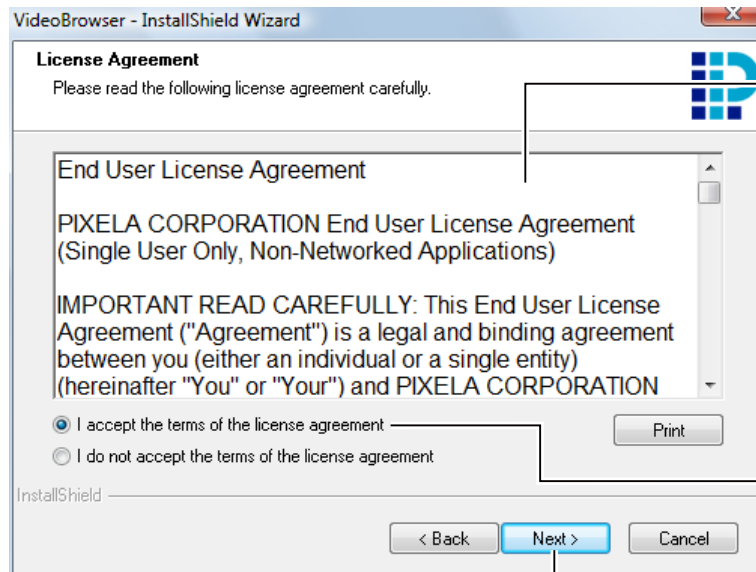 VideoBrowser - InstallShield Wizard
License Agreement
Please read the following license agreement carefully.
End User License Agreement
PIXELA CORPORATION End User License Agreement
(Single User Only, Non-Networked Applications)
IMPORTANT READ CAREFULLY: This End User License
Agreement ("Agreement") is a legal and binding agreement
between you (either an individual or a single entity)
(hereinafter "You" or "Your") and PIXELA CORPORATION
I accept the terms of the license agreement
Print
I do not accept the terms of the license agreement
InstallShield
< Back
Next >
Cancel